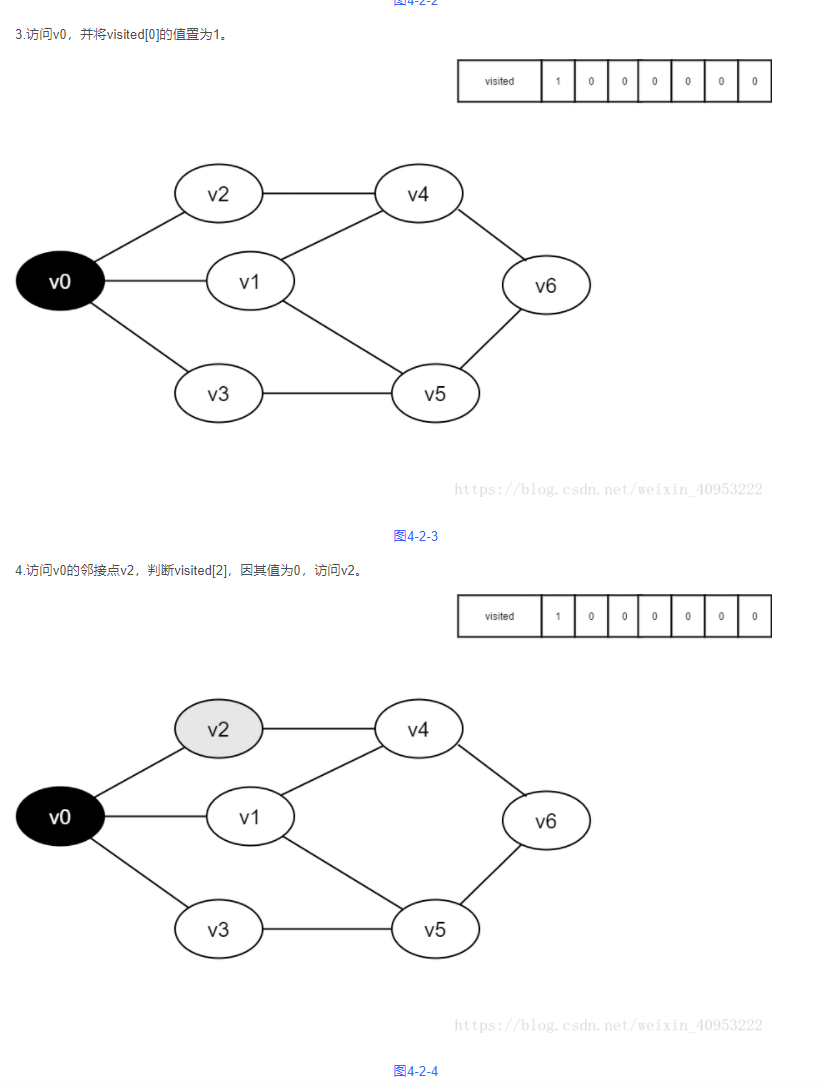 图4-2-2
3.访问v0，并将visited[0]的值置为1。
visited 1 0 0 0 0 0 0
v2 v4
v0 v1 v6
v3 v5
https://blog.csdn.net/weixin_40953222
图4-2-3
4.访问v0的邻接点v2，判断visited[2]，因其值为0，访问v2。
visited 1 0 0 0 0 0 0
v2 v4
v0 v1 v6
v3 v5
https://blog.csdn.net/weixin_40953222
图4-2-4